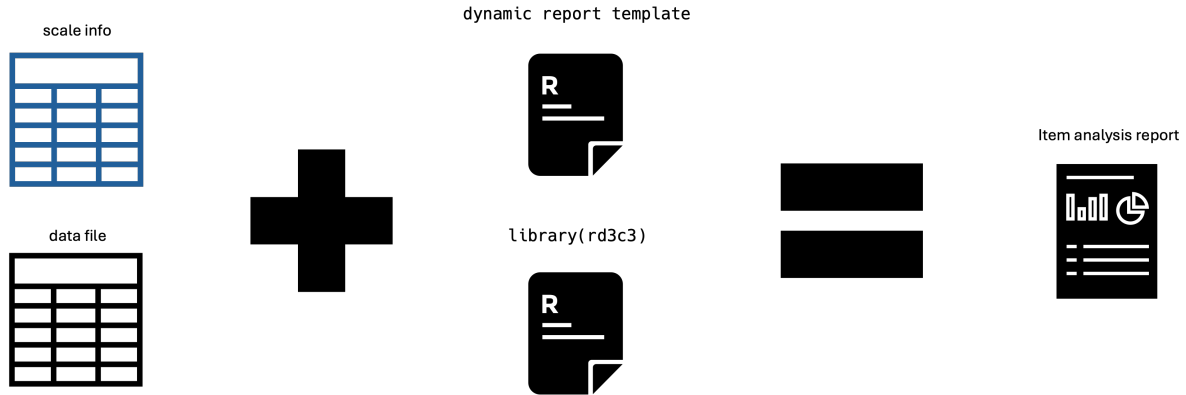 scale info
data file
dynamic report template
R
library(rd3c3)
R
Item analysis report